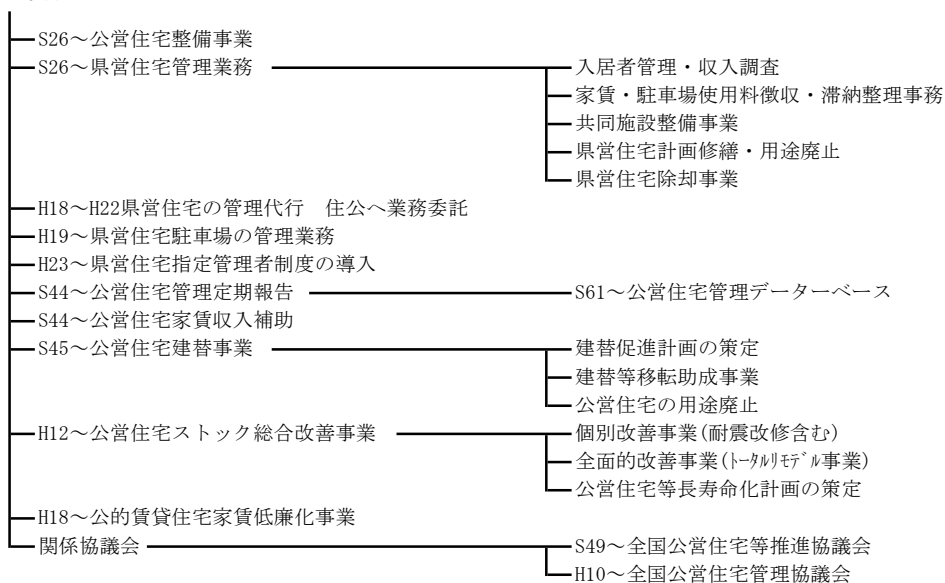 S26～公営住宅整備事業
S26～県営住宅管理業務
入居者管理・収入調査
家賃・駐車場使用料徴収・滞納整理事務
共同施設整備事業
県営住宅計画修繕・用途廃止
県営住宅除却事業
H18～H22県営住宅の管理代行　住公へ業務委託
H19～県営住宅駐車場の管理業務
H23～県営住宅指定管理者制度の導入
S44～公営住宅管理定期報告
S61～公営住宅管理データーベース
S44～公営住宅家賃収入補助
S45～公営住宅建替事業
建替促進計画の策定
建替等移転助成事業
公営住宅の用途廃止
H12～公営住宅ストック総合改善事業
個別改善事業(耐震改修含む)
全面的改善事業(ﾄｰﾀﾙﾘﾓﾃﾞﾙ事業)
公営住宅等長寿命化計画の策定
H18～公的賃貸住宅家賃低廉化事業
関係協議会
S49～全国公営住宅等推進協議会
H10～全国公営住宅管理協議会